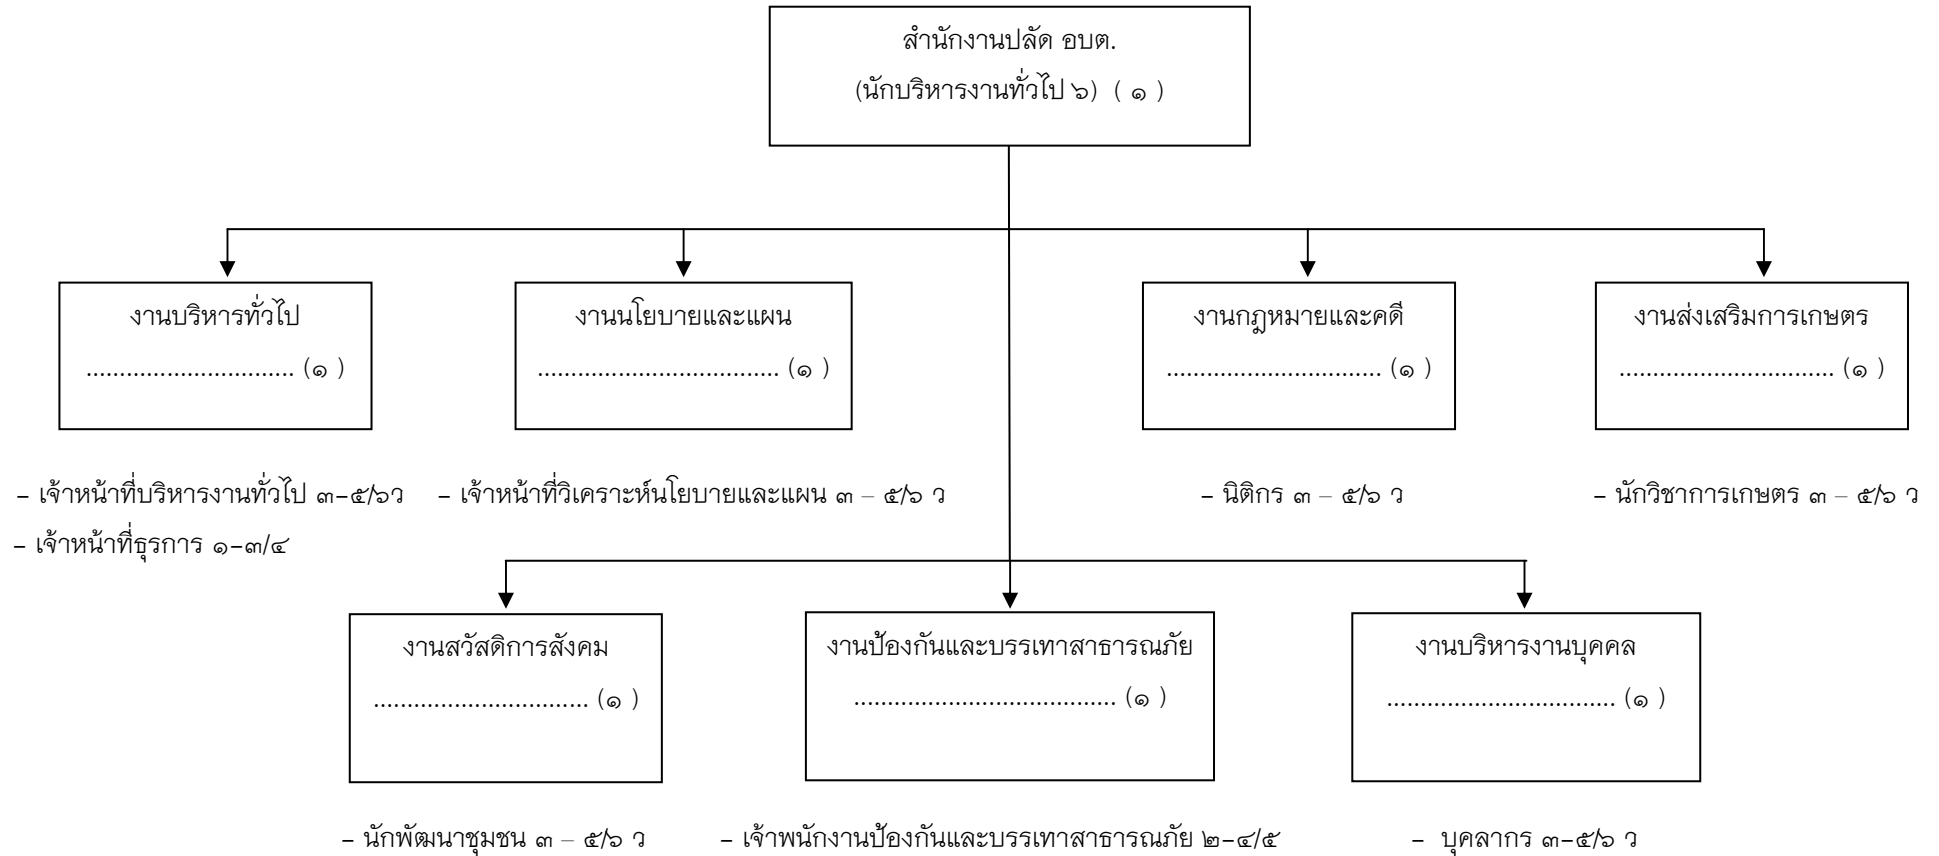 สำนักงานปลัด อบต.
(นักบริหารงานทั่วไป ๖) ( ๑ )
งานบริหารทั่วไป
............................... (๑ )
งานนโยบายและแผน
.................................... (๑ )
งานกฎหมายและคดี
................................ (๑ )
งานส่งเสริมการเกษตร
................................ (๑ )
- เจ้าหน้าที่บริหารงานทั่วไป ๓-๕/๖ว
- เจ้าหน้าที่ธุรการ ๑-๓/๔
- เจ้าหน้าที่วิเคราะห์นโยบายและแผน ๓ – ๕/๖ ว
- นิติกร ๓ – ๕/๖ ว
- นักวิชาการเกษตร ๓ – ๕/๖ ว
งานสวัสดิการสังคม
................................ (๑ )
งานป้องกันและบรรเทาสาธารณภัย
....................................... (๑ )
งานบริหารงานบุคคล
.................................. (๑ )
- นักพัฒนาชุมชน ๓ – ๕/๖ ว
- เจ้าพนักงานป้องกันและบรรเทาสาธารณภัย ๒-๔/๕
- บุคลากร ๓-๕/๖ ว